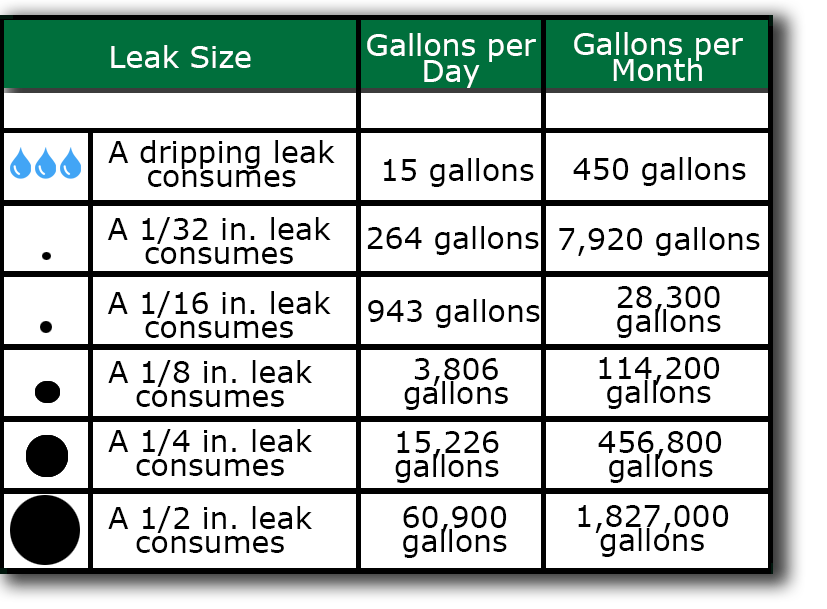 Leak Size
Gallons per
Day
Gallons per
Month
A dripping leak
consumes
15 gallons
450 gallons
A 1/32 in. leak
consumes
264 gallons
7,920 gallons
A 1/16 in. leak
consumes
943 gallons
28,300
gallons
A 1/8 in. leak
consumes
3,806
gallons
114,200
gallons
A 1/4 in. leak
consumes
15,226
gallons
456,800
gallons
A 1/2 in. leak
consumes
60,900
gallons
1,827,000
gallons